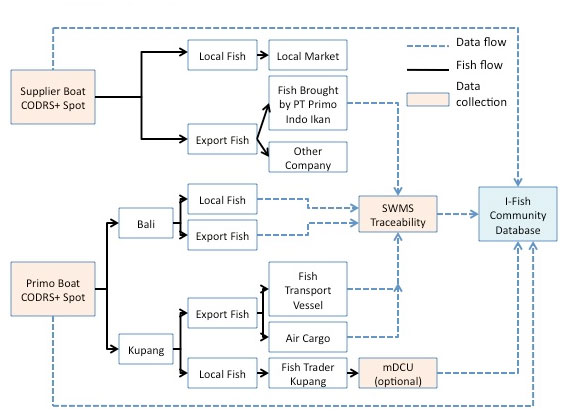 Data flow
Fish flow
Data
collection
Supplier Boat
CODRS+ Spot
Local Fish
Local Market
Fish Brought
by PT Primo
Indo Ikan
Export Fish
Other
Company
Local Fish
Bali
Export Fish
SWMS
Traceability
I-Fish
Community
Database
Primo Boat
CODRS+ Spot
Fish
Transport
Vessel
Export Fish
Air Cargo
Kupang
Local Fish
Fish Trader
Kupang
mDCU
(optional)